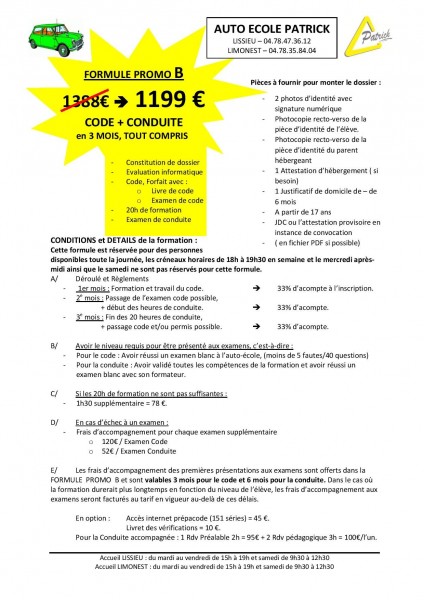 AUTO ECOLE PATRICK
LISSIEU – 04.78.47.36.12
LIMONEST – 04.78.35.84.04
Patrick
FORMULE PROMO B
1388€ ➔ 1199 €
CODE + CONDUITE
en 3 MOIS, TOUT COMPRIS
- Constitution de dossier
- Evaluation informatique
- Code, Forfait avec :
o Livre de code
o Examen de code
- 20h de formation
- Examen de conduite
Pièces à fournir pour monter le dossier :
- 2 photos d'identité avec
signature numérique
- Photocopie recto-verso de la
pièce d'identité de l'élève.
- Photocopie recto-verso de la
pièce d'identité du parent
hébergeant
- 1 Attestation d'hébergement ( si
besoin)
- 1 Justificatif de domicile de – de
6 mois
- A partir de 17 ans
- JDC ou l'attestation provisoire en
instance de convocation
- ( en fichier PDF si possible)
CONDITIONS et DETAILS de la formation :
Cette formule est réservée pour des personnes
disponibles toute la journée, les créneaux horaires de 18h à 19h30 en semaine et le mercredi après-
midi ainsi que le samedi ne sont pas réservés pour cette formule.
A/ Déroulé et Règlements
- 1er mois : Formation et travail du code. ➔ 33% d'acompte à l'inscription.
- 2e mois : Passage de l'examen code possible,
+ début des heures de conduite. ➔ 33% d'acompte.
- 3e mois : Fin des 20 heures de conduite,
+ passage code et/ou permis possible. ➔ 33% d'acompte.
B/ Avoir le niveau requis pour être présenté aux examens, c'est-à-dire :
- Pour le code : Avoir réussi un examen blanc à l'auto-école, (moins de 5 fautes/40 questions)
- Pour la conduite : Avoir validé toutes les compétences de la formation et avoir réussi un
examen blanc avec son formateur.
C/ Si les 20h de formation ne sont pas suffisantes :
- 1h30 supplémentaire = 78 €.
D/ En cas d'échec à un examen :
- Frais d'accompagnement pour chaque examen supplémentaire
o 120€ / Examen Code
o 52€ / Examen Conduite
E/ Les frais d'accompagnement des premières présentations aux examens sont offerts dans la
FORMULE PROMO B et sont valables 3 mois pour le code et 6 mois pour la conduite. Dans le cas où
la formation durerait plus longtemps en fonction du niveau de l'élève, les frais d'accompagnement aux
examens seront facturés au tarif en vigueur au-delà de ces délais.
En option : Accès internet prépacode (151 séries) = 45 €.
Livret des vérifications = 10 €.
Pour la Conduite accompagnée : 1 Rdv Préalable 2h = 95€ + 2 Rdv pédagogique 3h = 100€/l'un.
Accueil LISSIEU : du mardi au vendredi de 15h à 19h et samedi de 9h30 à 12h30
Accueil LIMONEST : du mardi au vendredi de 15h à 19h et samedi de 9h30 à 12h30